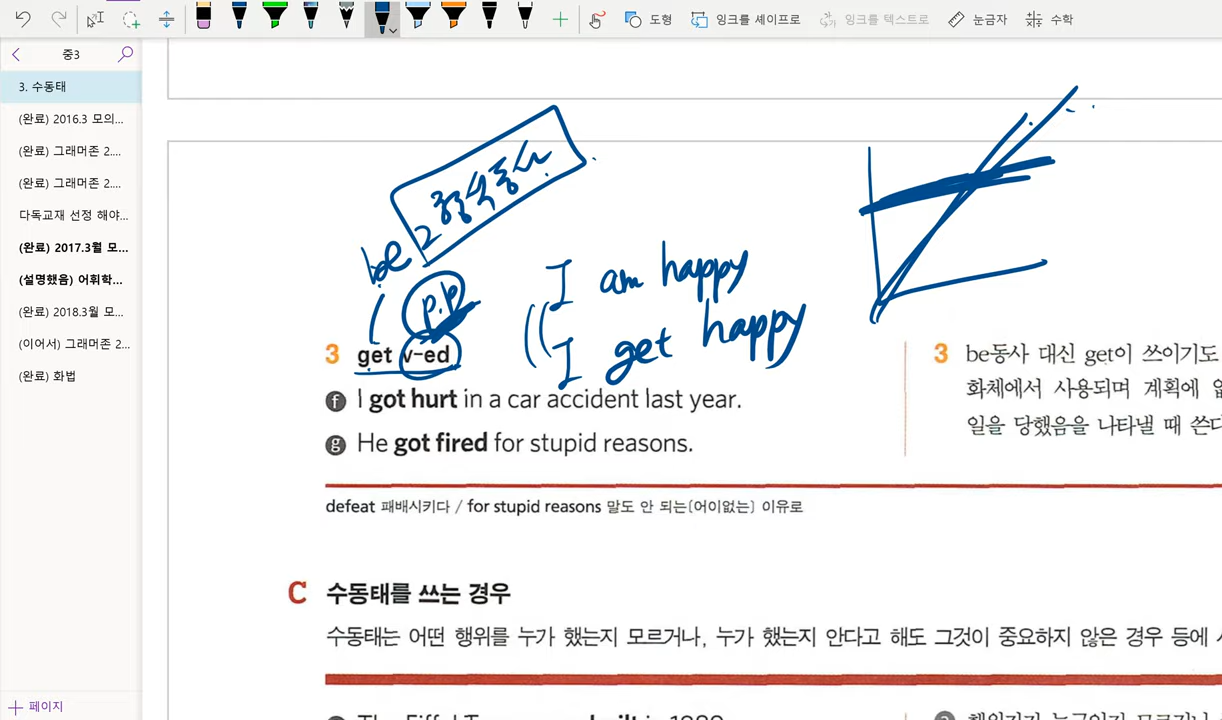 도형
잉크를 셰이프로
잉크를 텍스트로
눈금자
수학
중3
3. 수동태
(완료) 2016.3 모의...
(완료) 그래머존 2....
(완료) 그래머존 2....
다독교재 선정 해야...
(완료) 2017.3월 모...
(설명했음) 어휘학...
(완료) 2018.3월 모...
(이어서) 그래머존 2...
(완료) 화법
페이지
be 2형식동사
p.p
I am happy
I get happy
3 get v-ed
f I got hurt in a car accident last year.
g He got fired for stupid reasons.
3 be동사 대신 get이 쓰이기도
화체에서 사용되며 계획에 없
일을 당했음을 나타낼 때 쓴다
defeat 패배시키다 / for stupid reasons 말도 안 되는[어이없는] 이유로
C 수동태를 쓰는 경우
수동태는 어떤 행위를 누가 했는지 모르거나, 누가 했는지 안다고 해도 그것이 중요하지 않은 경우 등에